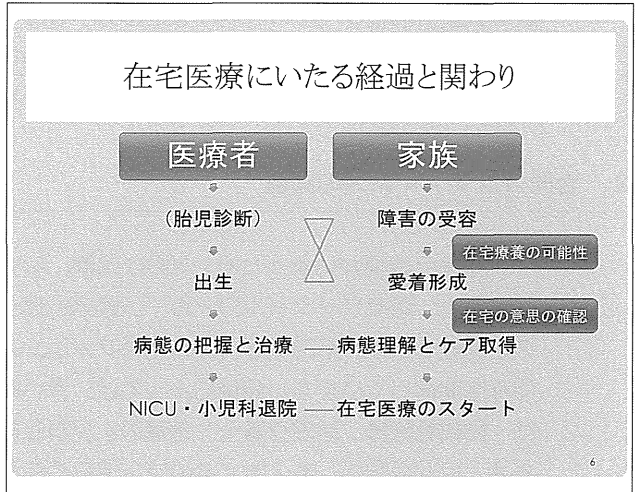 在宅医療にいたる経過と関わり
医療者
家族
(胎児診断)
障害の受容
在宅療養の可能性
出生
愛着形成
在宅の意思の確認
病態の把握と治療
病態理解とケア取得
NICU・小児科退院
在宅医療のスタート
6